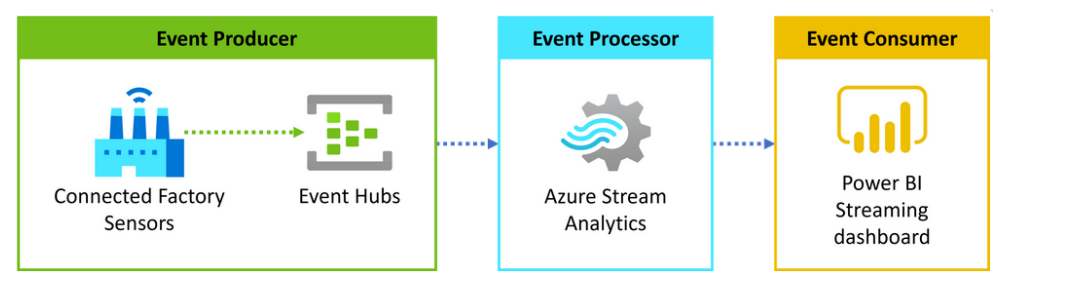 Event Producer
Event Processor
Event Consumer
Connected Factory
Sensors
Event Hubs
Azure Stream
Analytics
Power BI
Streaming
dashboard